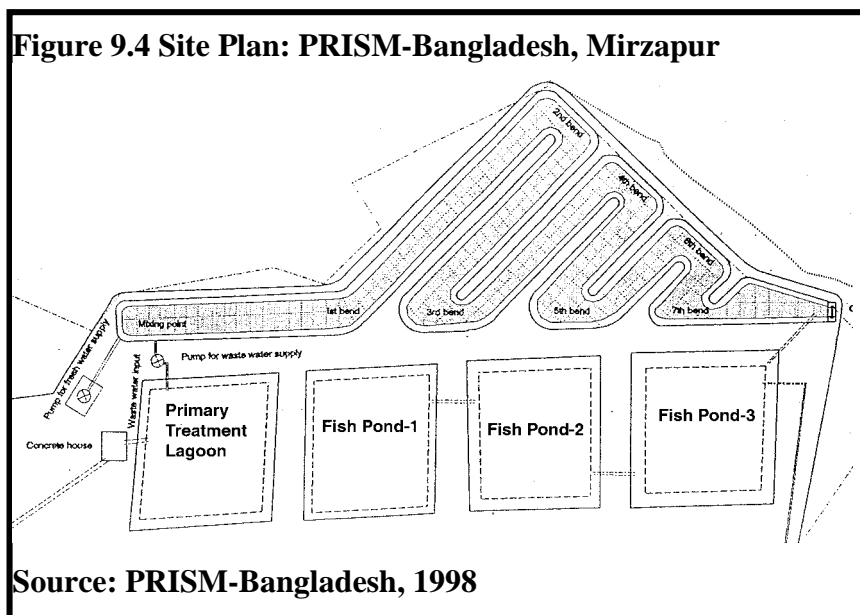 Figure 9.4 Site Plan: PRISM-Bangladesh, Mirzapur
2nd bend
4th bend
6th bend
1st bend
3rd bend
5th bend
7th bend
Mixing point
Pump for fresh water supply
Waste water input
Pump for waste water supply
Concrete house
Primary
Treatment
Lagoon
Fish Pond-1
Fish Pond-2
Fish Pond-3
Source: PRISM-Bangladesh, 1998